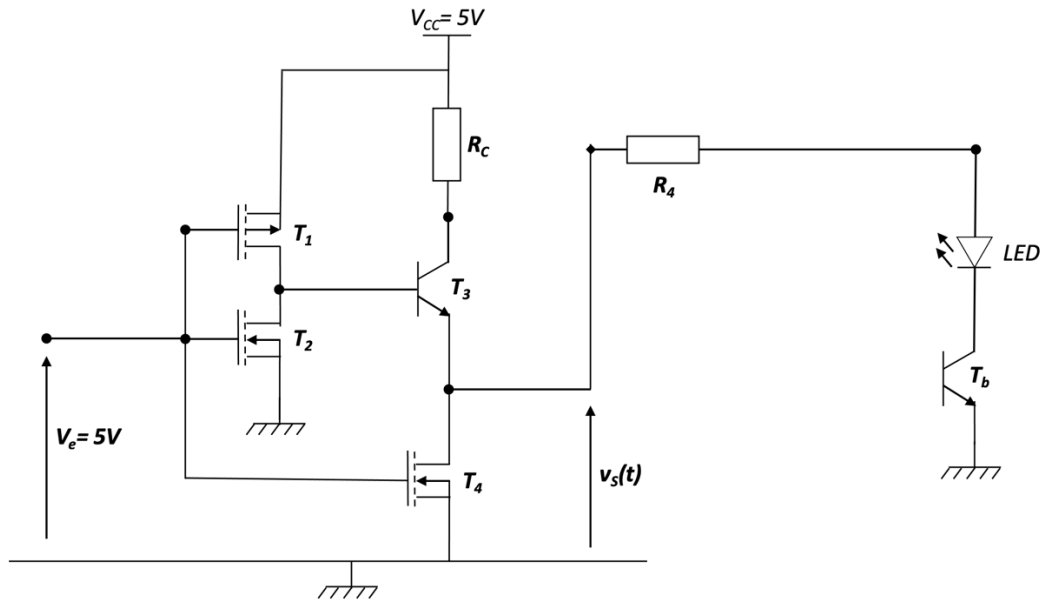 V_CC= 5V
R_C
R_4
T_1
LED
T_3
T_2
T_b
V_e= 5V
T_4
v_S(t)